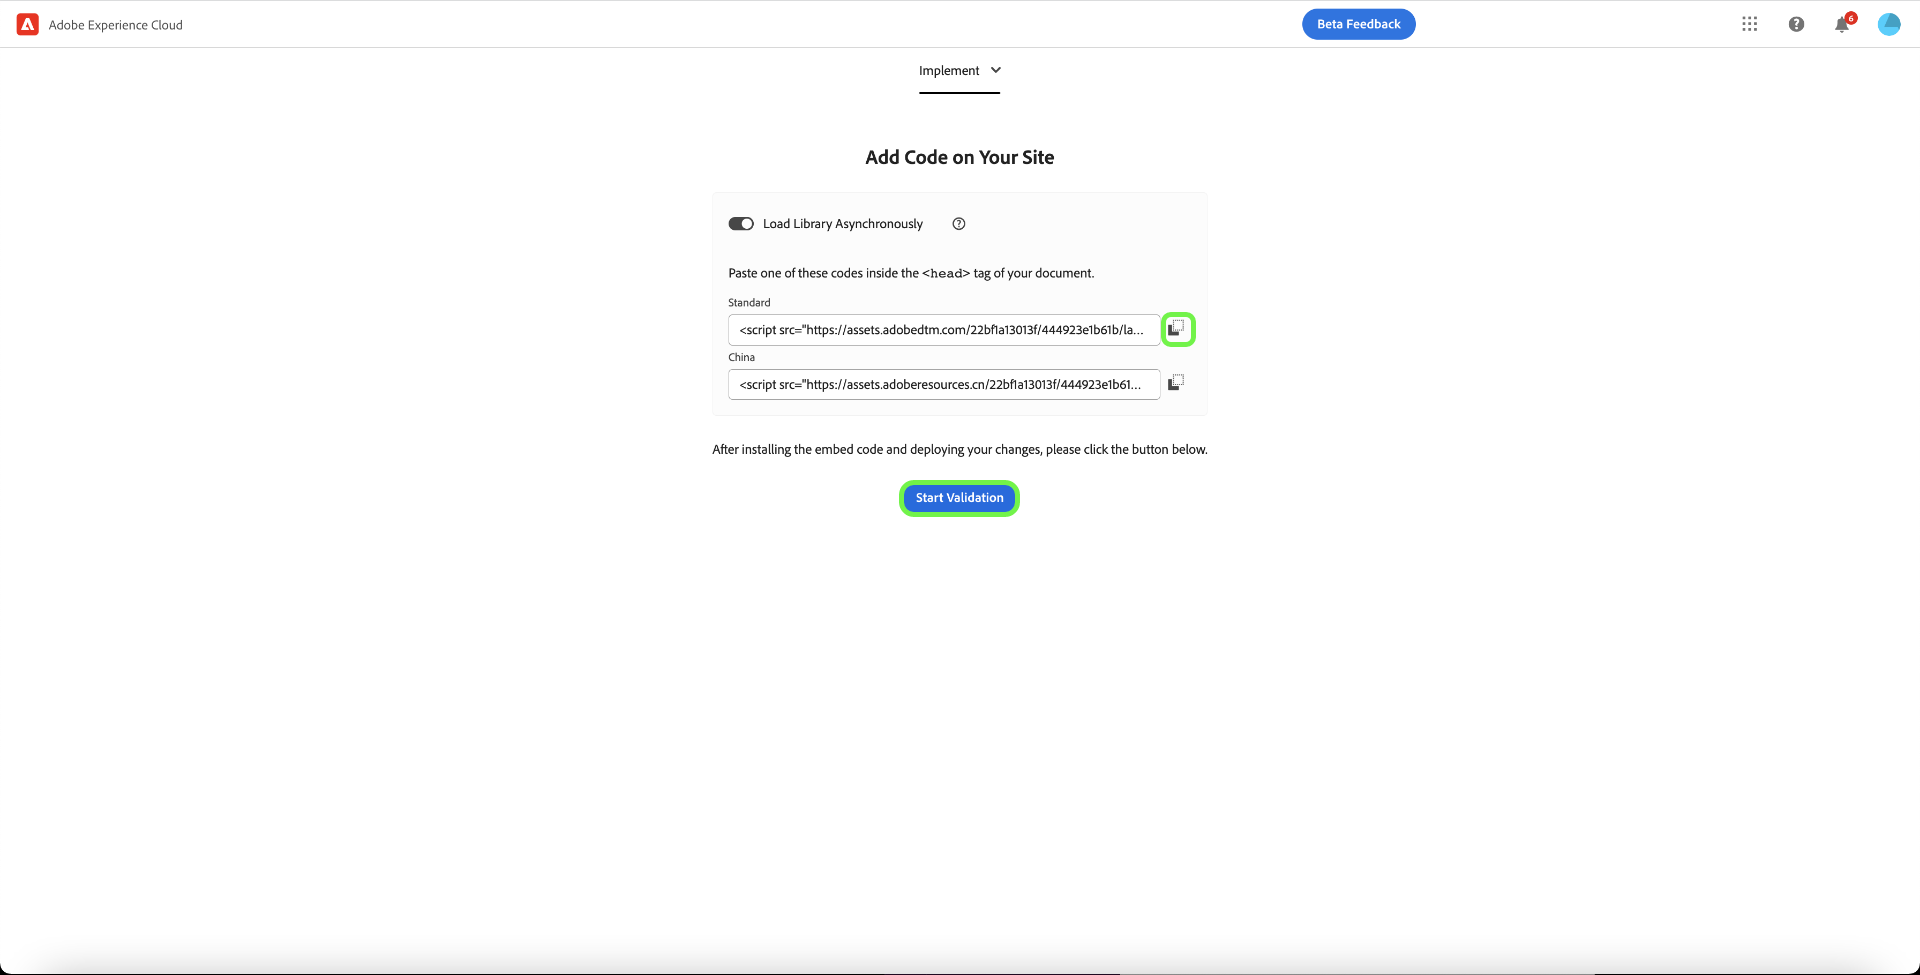 Adobe Experience Cloud
Beta Feedback
6
Implement
Add Code on Your Site
Load Library Asynchronously
Paste one of these codes inside the <head> tag of your document.
Standard
<script src="https://assets.adobedtm.com/22bf1a13013f/444923e1b61b/la...
China
<script src="https://assets.adoberesources.cn/22bf1a13013f/444923e1b61...
After installing the embed code and deploying your changes, please click the button below.
Start Validation